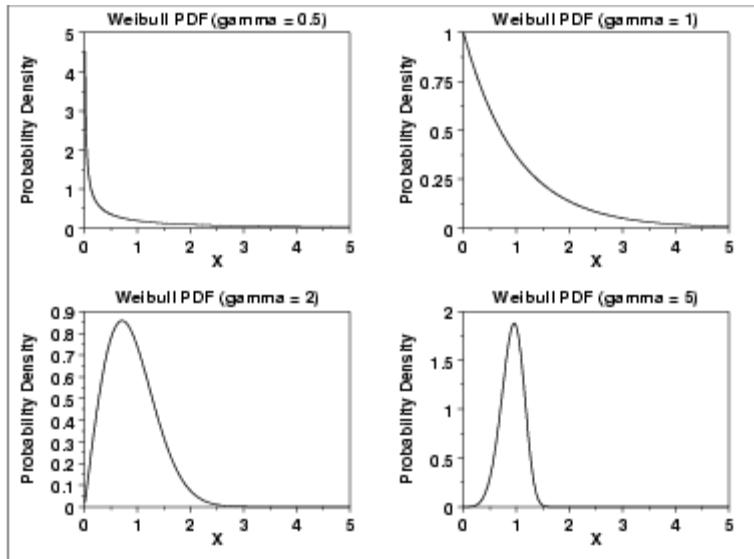 Weibull PDF (gamma = 0.5)
5
4
3
2
1
0
Probability Density
0 1 2 3 4 5
X
Weibull PDF (gamma = 1)
1
0.75
0.5
0.25
0
Probability Density
0 1 2 3 4 5
X
Weibull PDF (gamma = 2)
0.9
0.8
0.7
0.6
0.5
0.4
0.3
0.2
0.1
0
Probability Density
0 1 2 3 4 5
X
Weibull PDF (gamma = 5)
2
1.5
1
0.5
0
Probability Density
0 1 2 3 4 5
X